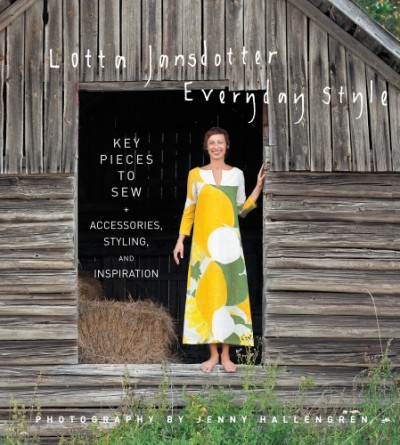 Lotta Jansdotter
Everyday Style
KEY
PIECES
TO
SEW
+
ACCESSORIES,
STYLING,
AND
INSPIRATION
PHOTOGRAPHY BY JENNY HALLENGREN